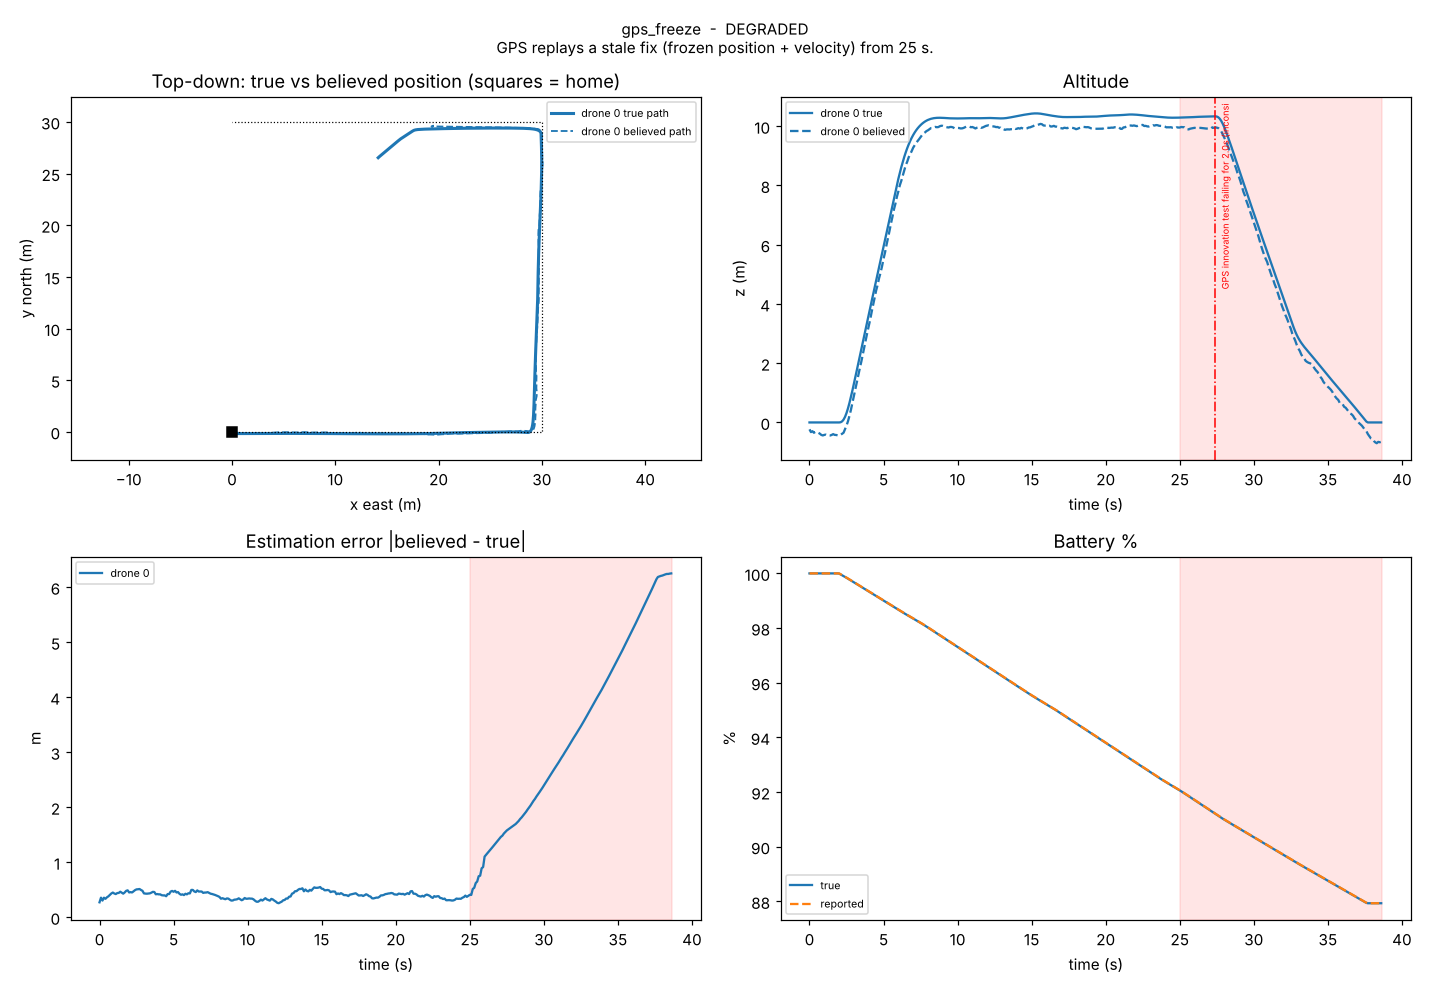 gps_freeze - DEGRADED
GPS replays a stale fix (frozen position + velocity) from 25 s.
Top-down: true vs believed position (squares = home)
drone 0 true path
drone 0 believed path
30
25
20
15
10
5
0
y north (m)
−10
0
10
20
30
40
x east (m)
Altitude
drone 0 true
drone 0 believed
GPS innovation test failing for 2.0
10
8
6
4
2
0
z (m)
0
5
10
15
20
25
30
35
40
time (s)
Estimation error |believed - true|
drone 0
6
5
4
3
2
1
0
m
0
5
10
15
20
25
30
35
40
time (s)
Battery %
100
98
96
94
92
90
88
%
true
reported
0
5
10
15
20
25
30
35
40
time (s)